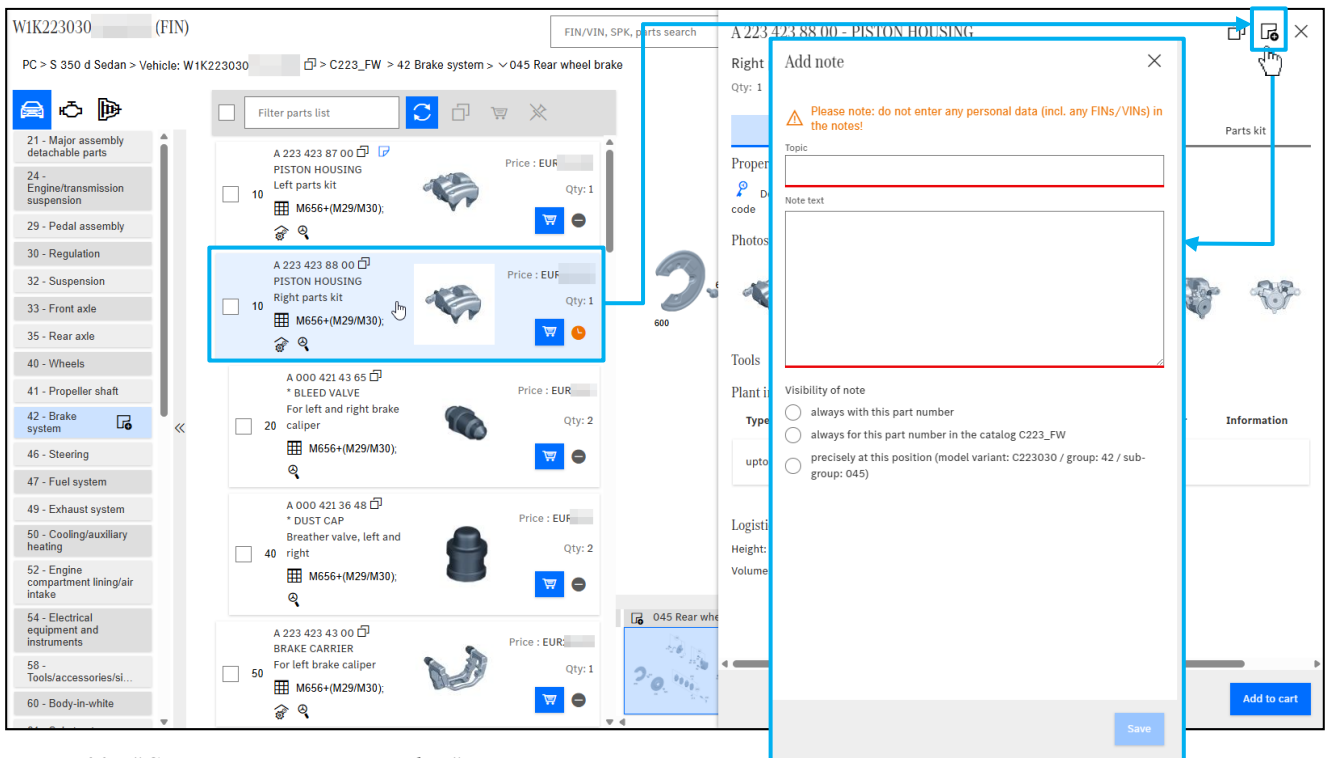 W1K223030 (FIN)
FIN/VIN, SPK, parts search
PC > S 350 d Sedan > Vehicle: W1K223030 > C223_FW > 42 Brake system > 045 Rear wheel brake
21 - Major assembly
detachable parts
24 -
Engine/transmission
suspension
29 - Pedal assembly
30 - Regulation
32 - Suspension
33 - Front axle
35 - Rear axle
40 - Wheels
41 - Propeller shaft
42 - Brake
system
46 - Steering
47 - Fuel system
49 - Exhaust system
50 - Cooling/auxiliary
heating
52 - Engine
compartment lining/air
intake
54 - Electrical
equipment and
instruments
58 -
Tools/accessories/si...
60 - Body-in-white
Filter parts list
A 223 423 87 00
PISTON HOUSING
Left parts kit
10
M656+(M29/M30);
Price : EUR
Qty: 1
A 223 423 88 00
PISTON HOUSING
Right parts kit
10
M656+(M29/M30);
Price : EUR
Qty: 1
A 000 421 43 65
* BLEED VALVE
For left and right brake
20 caliper
M656+(M29/M30);
Price : EUR
Qty: 2
A 000 421 36 48
* DUST CAP
Breather valve, left and
40 right
M656+(M29/M30);
Price : EUR
Qty: 2
A 223 423 43 00
BRAKE CARRIER
For left brake caliper
50
M656+(M29/M30);
Price : EUR
Qty: 1
600
045 Rear whe
A 223 423 88 00 - PISTON HOUSING
Right
Qty: 1
Parts kit
Proper
code
Photos
Tools
Plant i
Type
Information
upto
Logisti
Height:
Volume
Add to cart
Add note
Please note: do not enter any personal data (incl. any FINs/VINs) in
the notes!
Topic
Note text
Visibility of note
always with this part number
always for this part number in the catalog C223_FW
precisely at this position (model variant: C223030 / group: 42 / sub-
group: 045)
Save